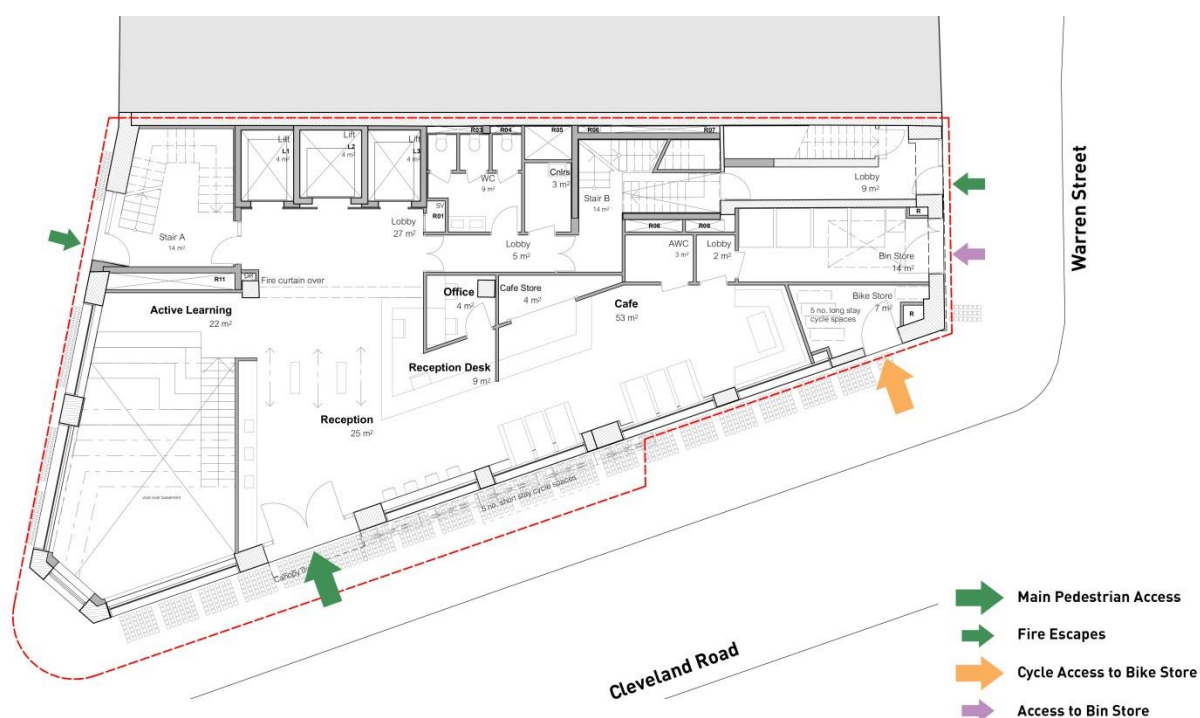 R03
R04
R05
R06
R07
Lift
L1
4 m²
Lift
L2
4 m²
Lift
L3
4 m²
WC
9 m²
Cnlrs
3 m²
Stair B
14 m²
Lobby
9 m²
Warren Street
SV
R01
Lobby
27 m²
Stair A
14 m²
R08
R09
R
AWC
3 m²
Lobby
2 m²
Bin Store
14 m²
Lobby
5 m²
R11
Fire curtain over
Office
4 m²
Cafe Store
4 m²
Cafe
53 m²
Bike Store
7 m²
5 no. long stay
cycle spaces
R
Active Learning
22 m²
Reception Desk
9 m²
Reception
25 m²
void over basement
5 no. short stay cycle spaces
Cleveland Road
Main Pedestrian Access
Fire Escapes
Cycle Access to Bike Store
Access to Bin Store